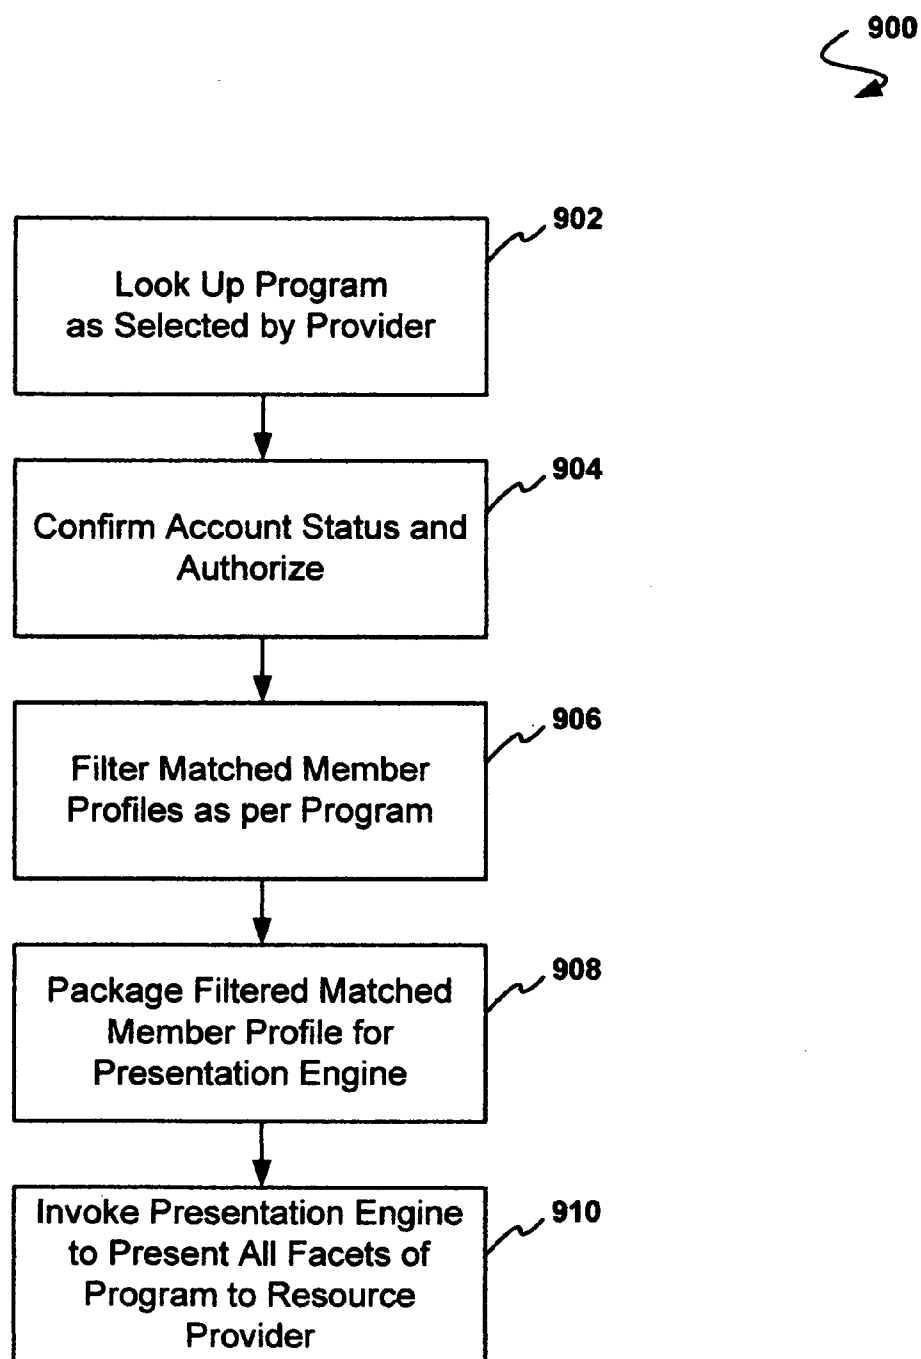 900
902
Look Up Program
as Selected by Provider
904
Confirm Account Status and
Authorize
906
Filter Matched Member
Profiles as per Program
908
Package Filtered Matched
Member Profile for
Presentation Engine
910
Invoke Presentation Engine
to Present All Facets of
Program to Resource
Provider